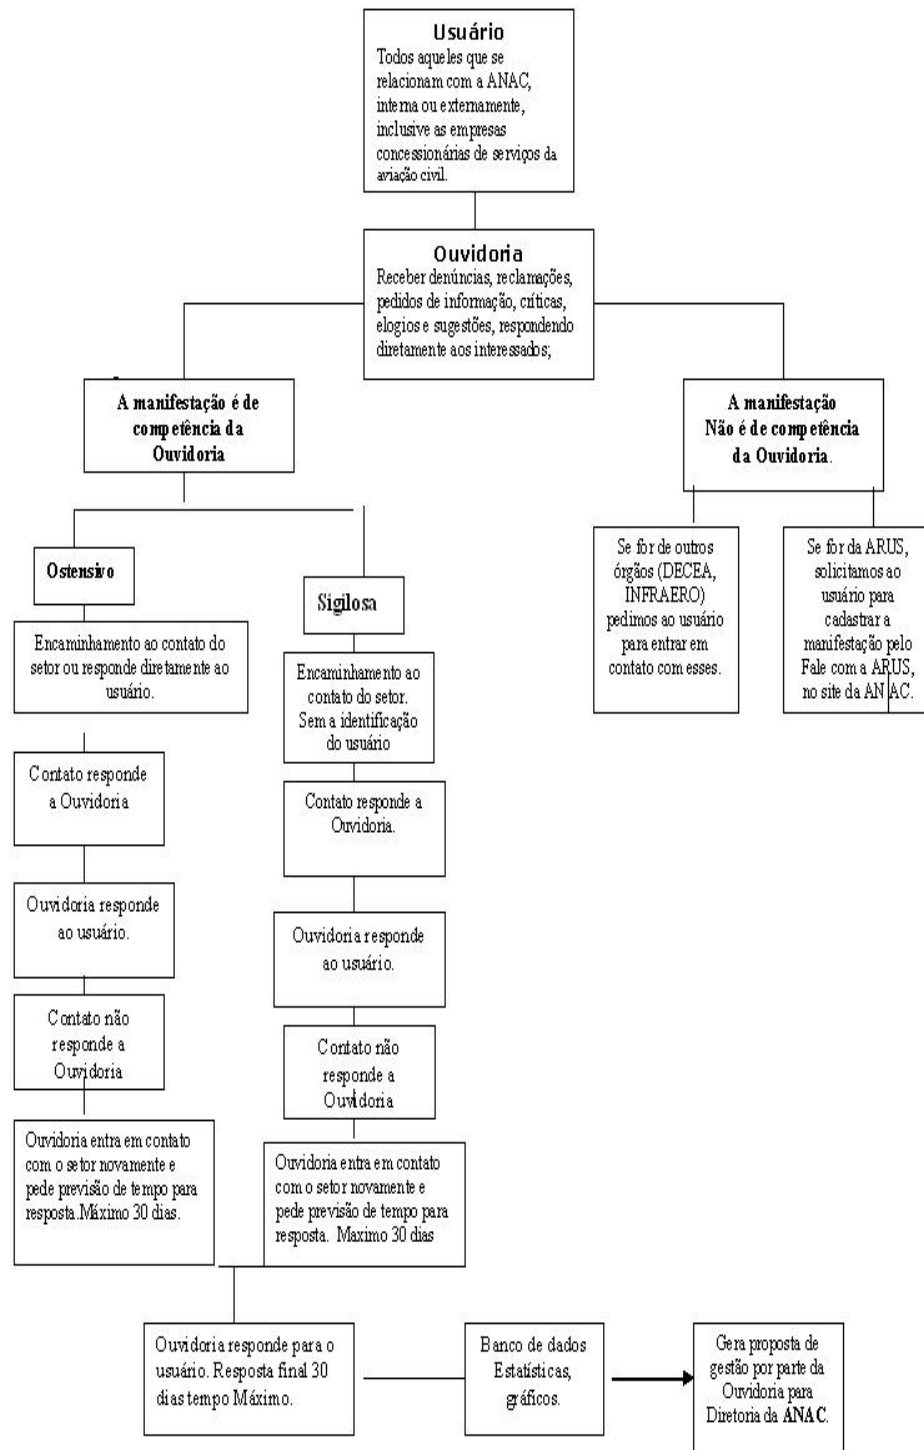 Usuário
Todos aqueles que se
relacionam com a ANAC,
interna ou externamente,
inclusive as empresas
concessionárias de serviços da
aviação civil.
Ouvidoria
Receber denúncias, reclamações,
pedidos de informação, críticas,
elogios e sugestões, respondendo
diretamente aos interessados;
A manifestação é de
competência da
Ouvidoria
A manifestação
Não é de competência
da Ouvidoria.
Ostensivo
Encaminhamento ao contato do
setor ou responde diretamente ao
usuário.
Contato responde
a Ouvidoria
Ouvidoria responde
ao usuário.
Contato não
responde a
Ouvidoria
Ouvidoria entra em contato
com o setor novamente e
pede previsão de tempo para
resposta.Máximo 30 dias.
Sigilosa
Encaminhamento ao
contato do setor.
Sem a identificação
do usuário
Contato responde a
Ouvidoria.
Ouvidoria responde
ao usuário.
Contato não
responde a
Ouvidoria
Ouvidoria entra em contato
com o setor novamente e
pede previsão de tempo para
resposta. Maximo 30 dias
Se for de outros
órgãos (DECEA,
INFRAERO)
pedimos ao usuário
para entrar em
contato com esses.
Se for da ARUS,
solicitamos ao
usuário para
cadastrar a
manifestação pelo
Fale com a ARUS,
no site da ANAC.
Ouvidoria responde para o
usuário. Resposta final 30
dias tempo Máximo.
Banco de dados
Estatísticas,
gráficos.
Gera proposta de
gestão por parte da
Ouvidoria para
Diretoria da ANAC.